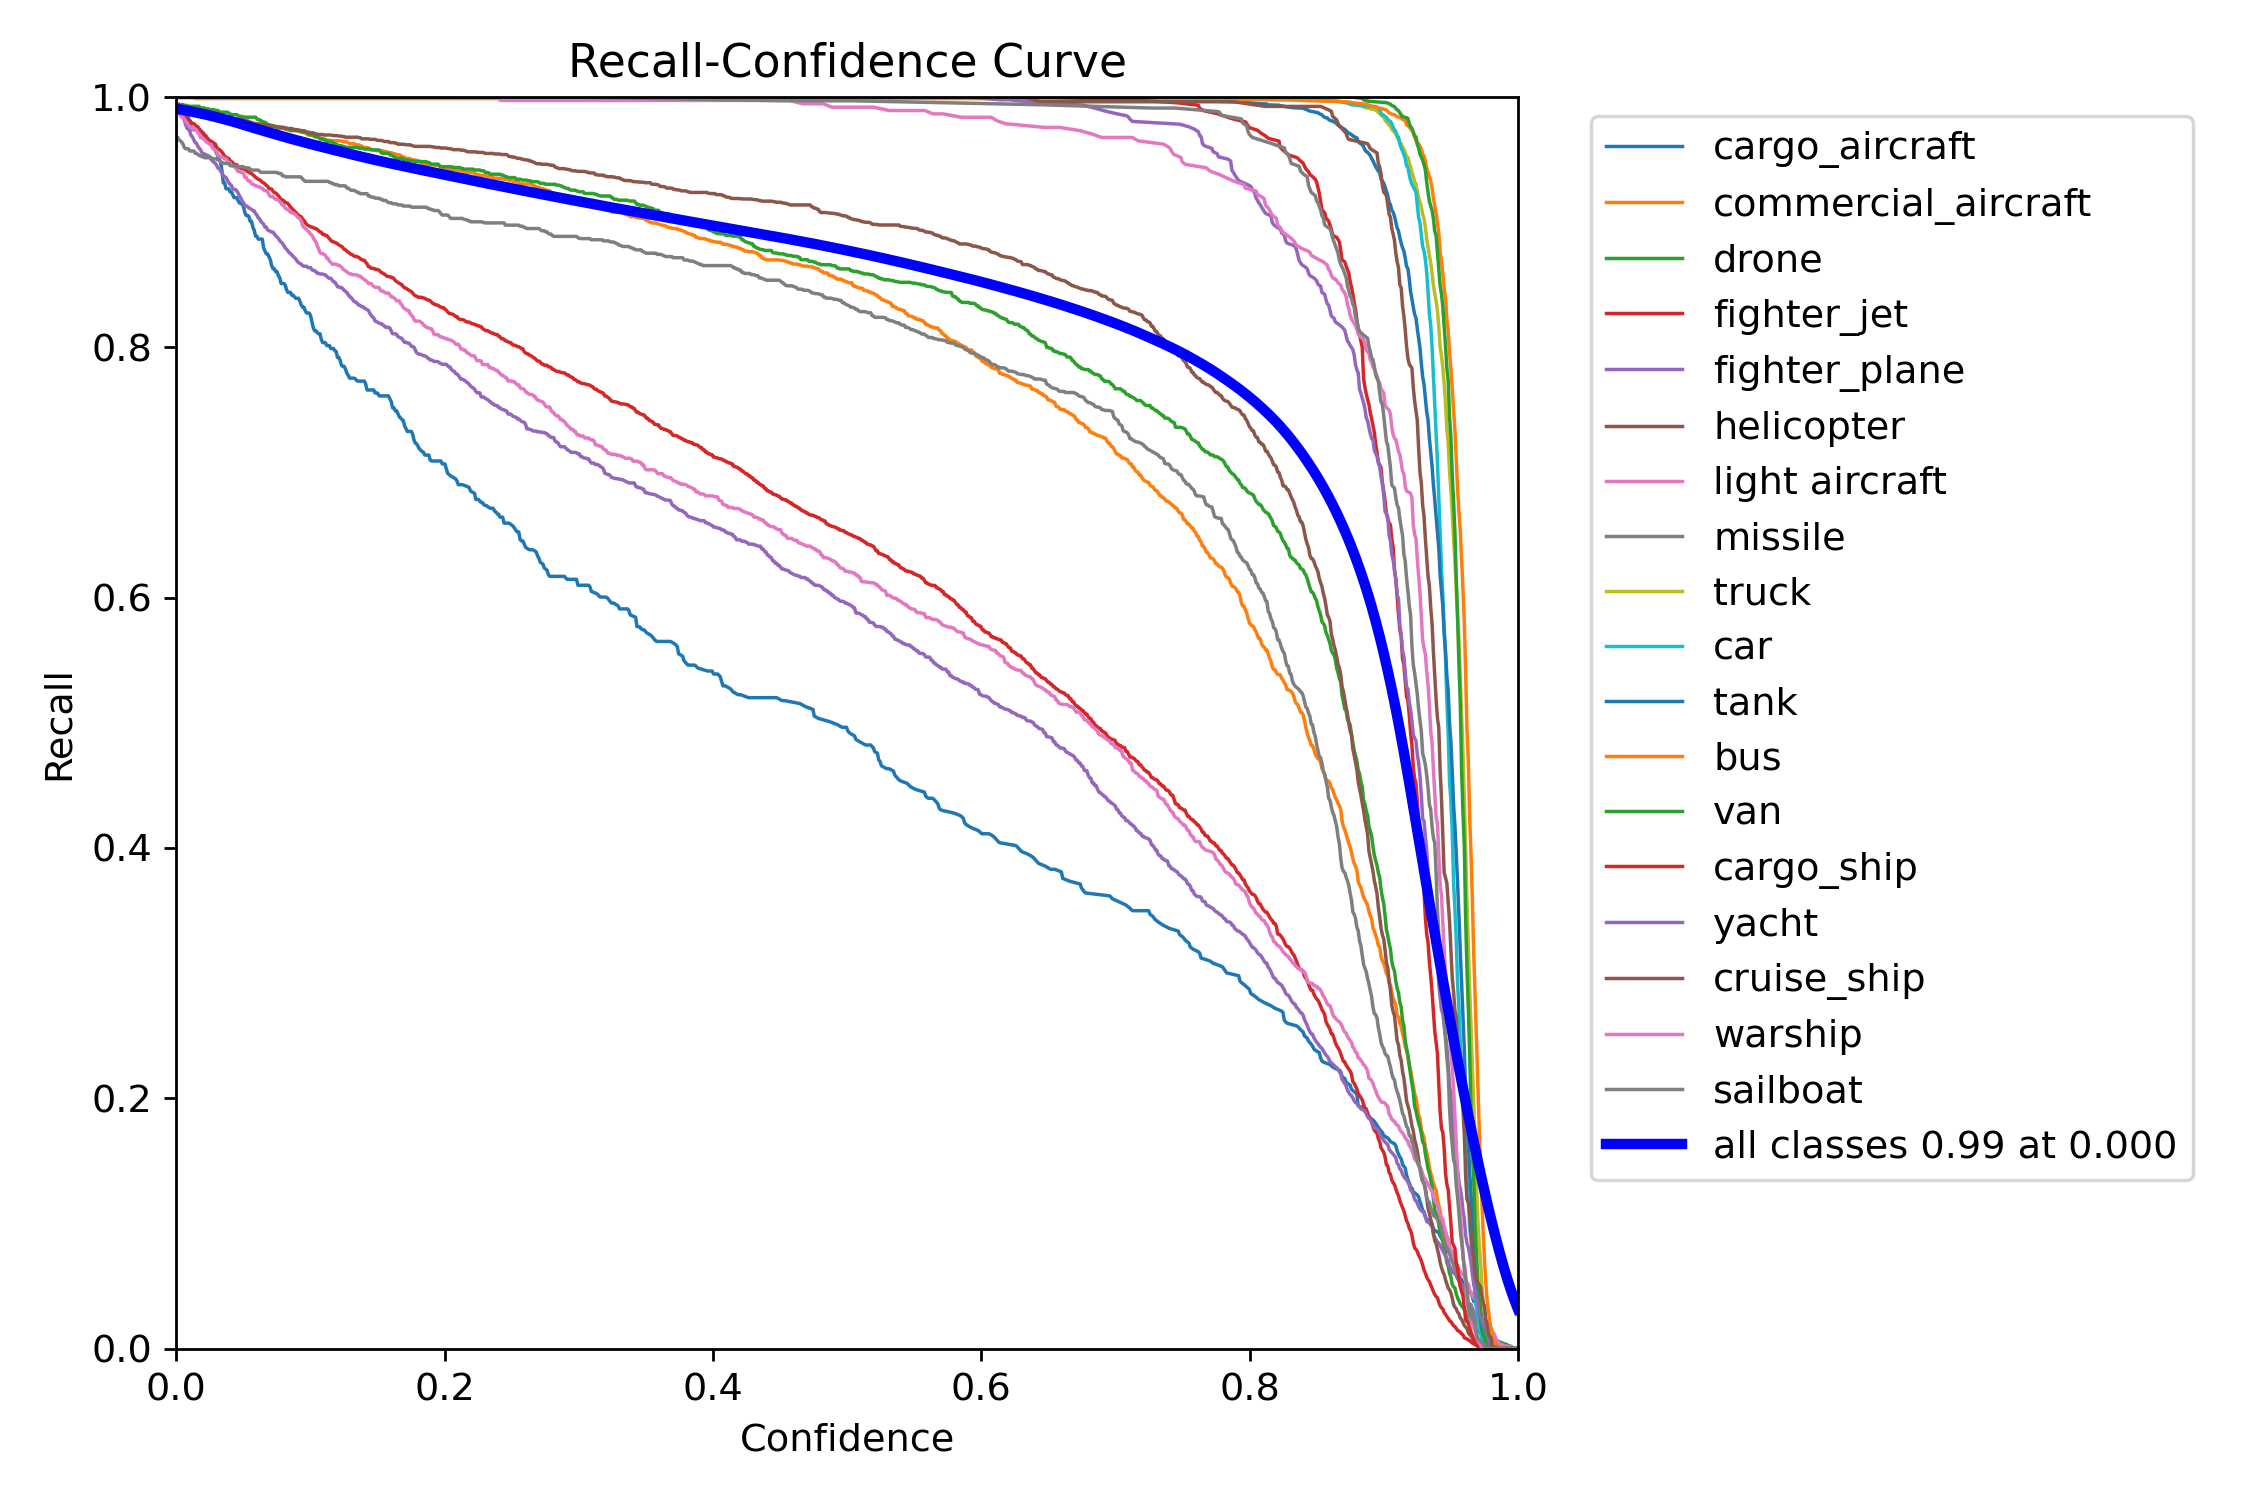 Recall-Confidence Curve
1.0
0.8
0.6
0.4
0.2
0.0
Recall
0.0 0.2 0.4 0.6 0.8 1.0
Confidence
cargo_aircraft
commercial_aircraft
drone
fighter_jet
fighter_plane
helicopter
light aircraft
missile
truck
car
tank
bus
van
cargo_ship
yacht
cruise_ship
warship
sailboat
all classes 0.99 at 0.000